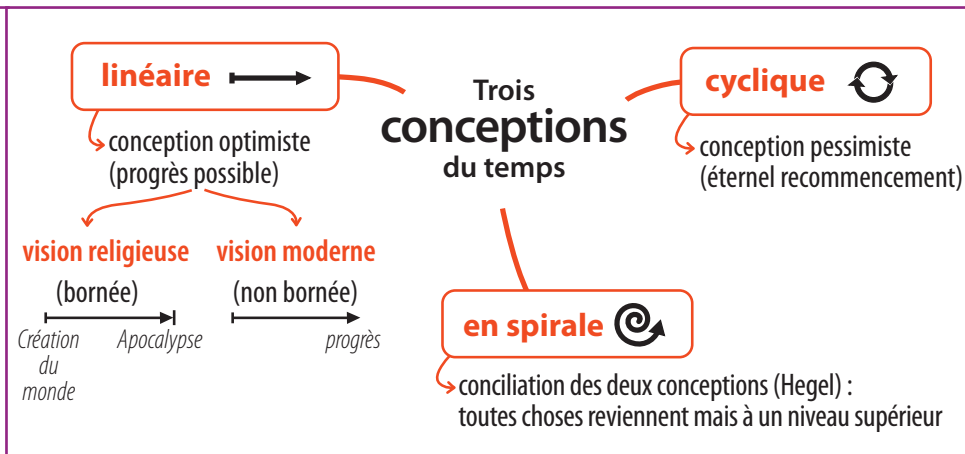 Trois
conceptions
du temps
linéaire
conception optimiste
(progrès possible)
vision religieuse
(bornée)
Création
du
monde
Apocalypse
vision moderne
(non bornée)
progrès
cyclique
conception pessimiste
(éternel recommencement)
en spirale
conciliation des deux conceptions (Hegel) :
toutes choses reviennent mais à un niveau supérieur